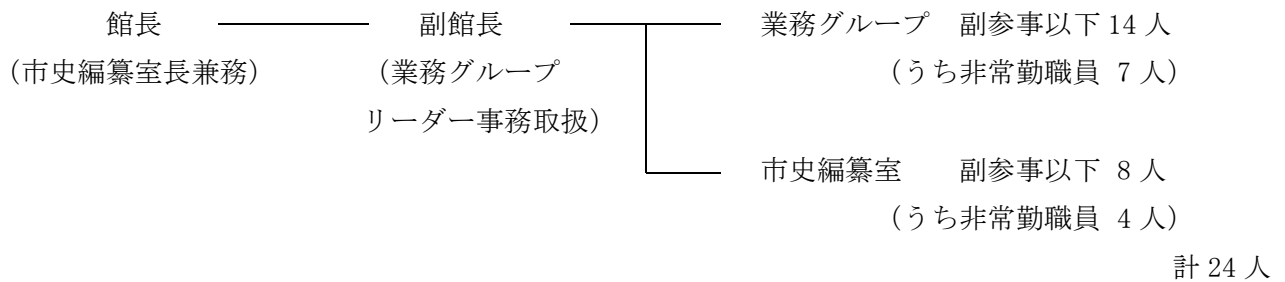 館長 副館長 業務グループ 副参事以下 14 人
(市史編纂室長兼務) (業務グループ (うち非常勤職員 7 人)
リーダー事務取扱)
市史編纂室 副参事以下 8 人
(うち非常勤職員 4 人)
計 24 人